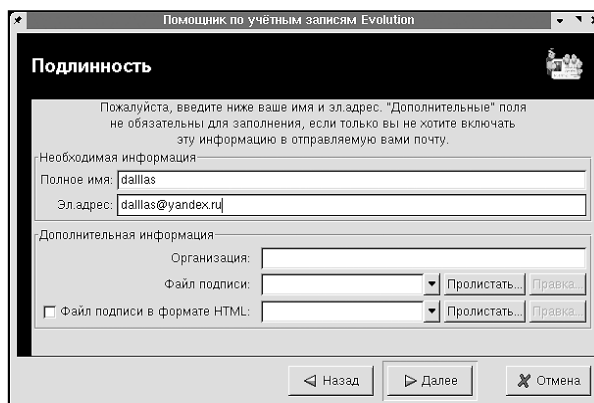 Помощник по учётным записям Evolution
Подлинность
Пожалуйста, введите ниже ваше имя и эл.адрес. "Дополнительные" поля
не обязательны для заполнения, если только вы не хотите включать
эту информацию в отправляемую вами почту.
Необходимая информация
Полное имя: dalllas
Эл.адрес: dalllas@yandex.ru
Дополнительная информация
Организация:
Файл подписи: Пролистать... Правка...
Файл подписи в формате HTML: Пролистать... Правка...
Назад Далее Отмена